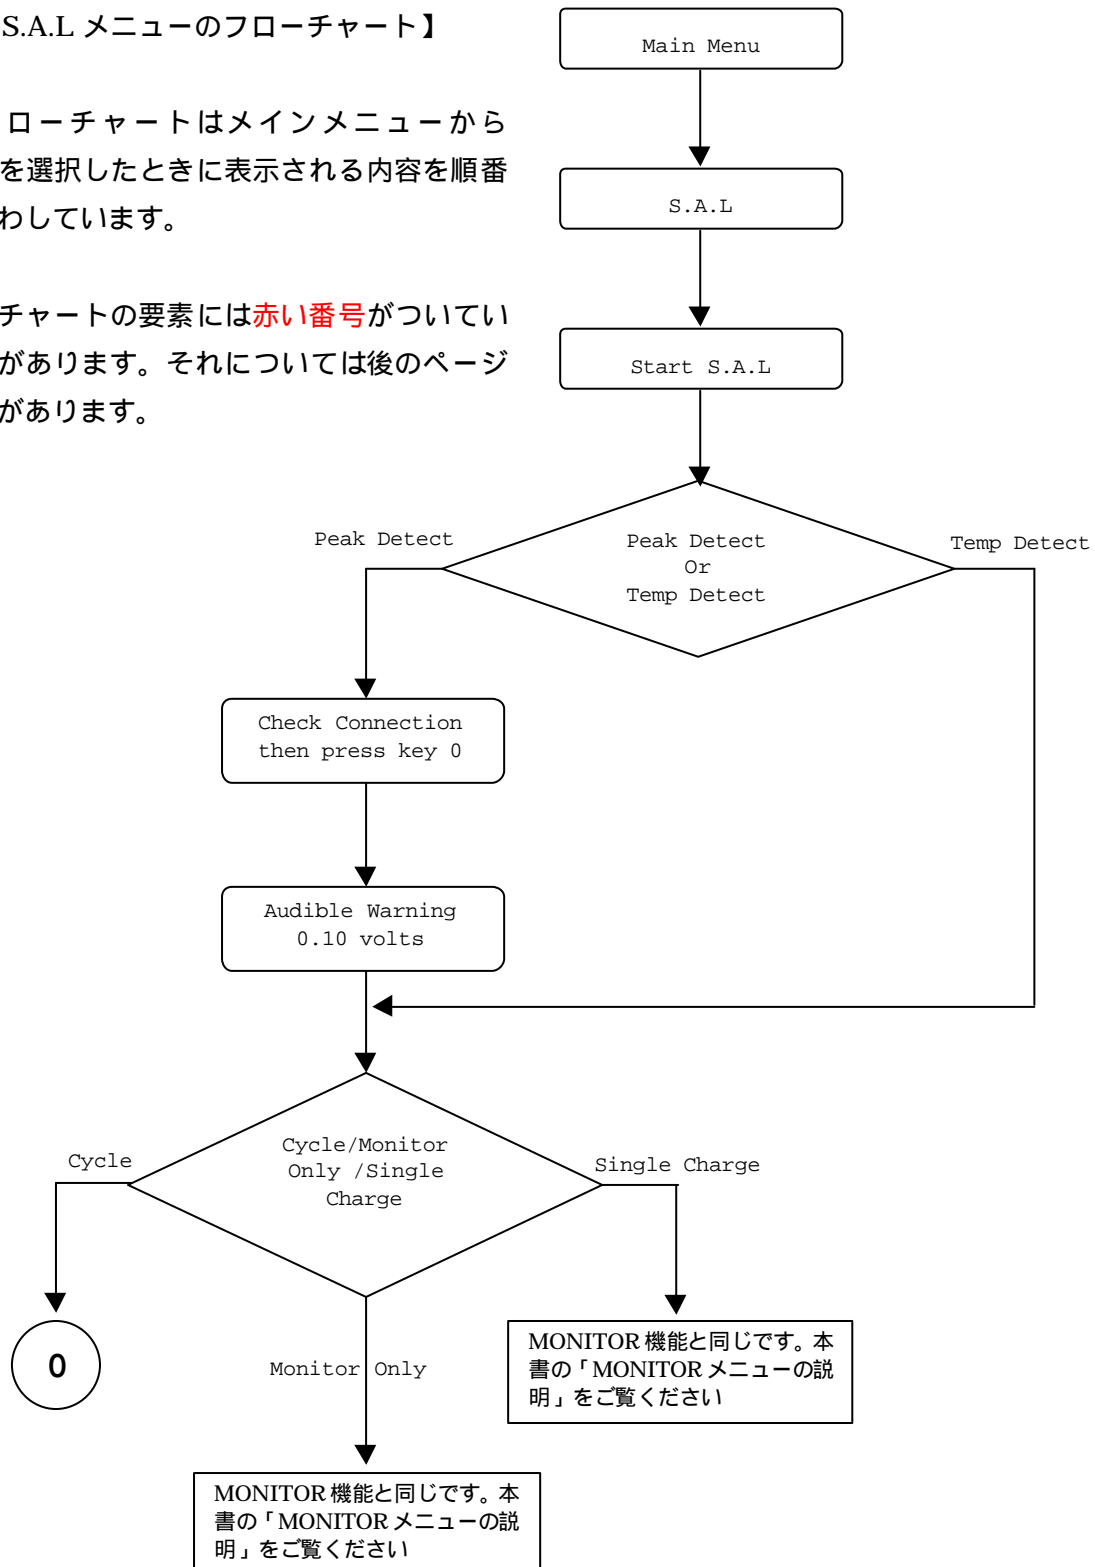 S.A.L メニューのフローチャート】
ローチャートはメインメニューから
を選択したときに表示される内容を順番
わしています。
チャートの要素には赤い番号がついてい
があります。それについては後のページ
があります。
Main Menu
S.A.L
Start S.A.L
Peak Detect
Peak Detect
Or
Temp Detect
Temp Detect
Check Connection
then press key 0
Audible Warning
0.10 volts
Cycle
Cycle/Monitor
Only /Single
Charge
Single Charge
0
Monitor Only
MONITOR 機能と同じです。本
書の「MONITOR メニューの説
明」をご覧ください
MONITOR 機能と同じです。本
書の「MONITOR メニューの説
明」をご覧ください